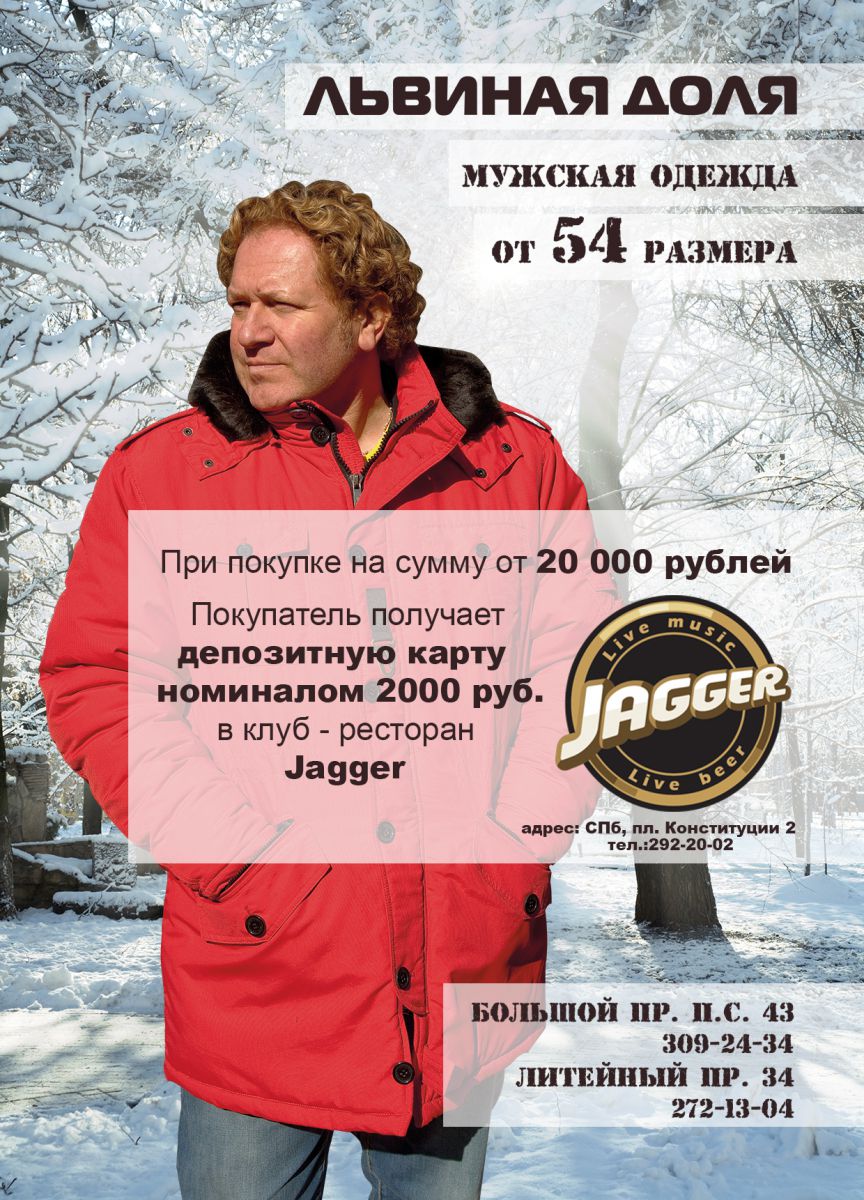 ЛЬВИНАЯ ДОЛЯ
МУЖСКАЯ ОДЕЖДА
ОТ 54 РАЗМЕРА
При покупке на сумму от 20 000 рублей
Покупатель получает
депозитную карту
номиналом 2000 руб.
в клуб - ресторан
Jagger
Live music
JAGGER
Live beer
адрес: СПб, пл. Конституции 2
тел.:292-20-02
БОЛЬШОЙ ПР. П.С. 43
309-24-34
ЛИТЕЙНЫЙ ПР. 34
272-13-04